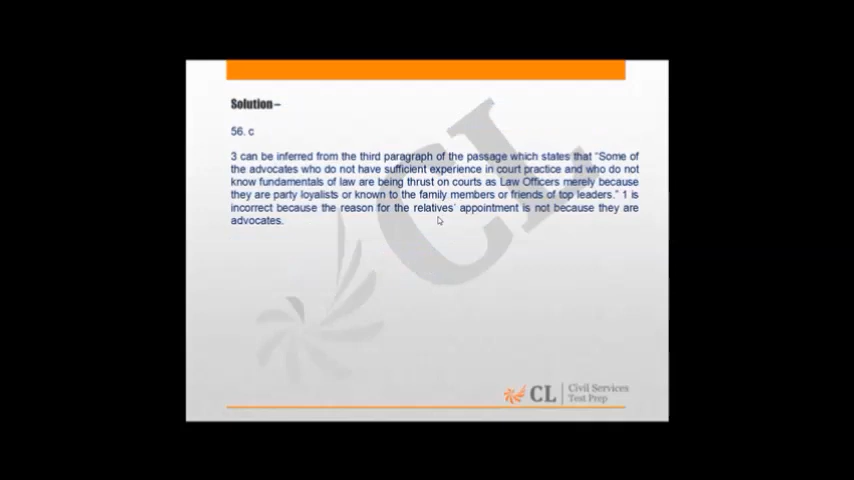 Solution –
56. c
3 can be inferred from the third paragraph of the passage which states that “Some of
the advocates who do not have sufficient experience in court practice and who do not
know fundamentals of law are being thrust on courts as Law Officers merely because
they are party loyalists or known to the family members or friends of top leaders.” 1 is
incorrect because the reason for the relatives’ appointment is not because they are
advocates.
CL
CL
Civil Services
Test Prep